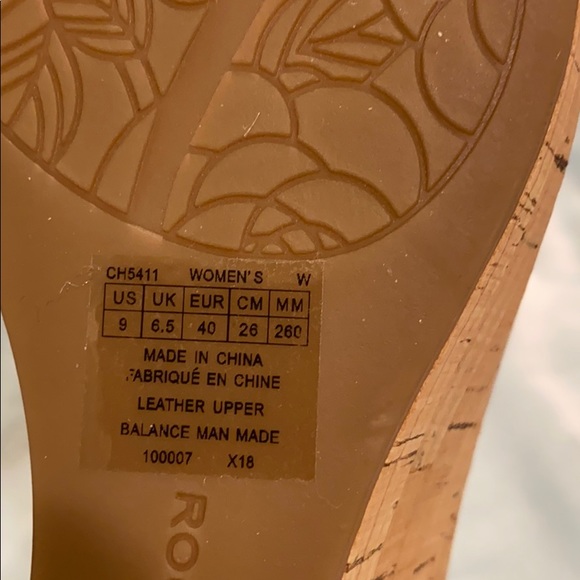 CH5411 WOMEN'S W
US UK EUR CM MM
9 6.5 40 26 260
MADE IN CHINA
FABRIQUÉ EN CHINE
LEATHER UPPER
BALANCE MAN MADE
100007 X18
RO